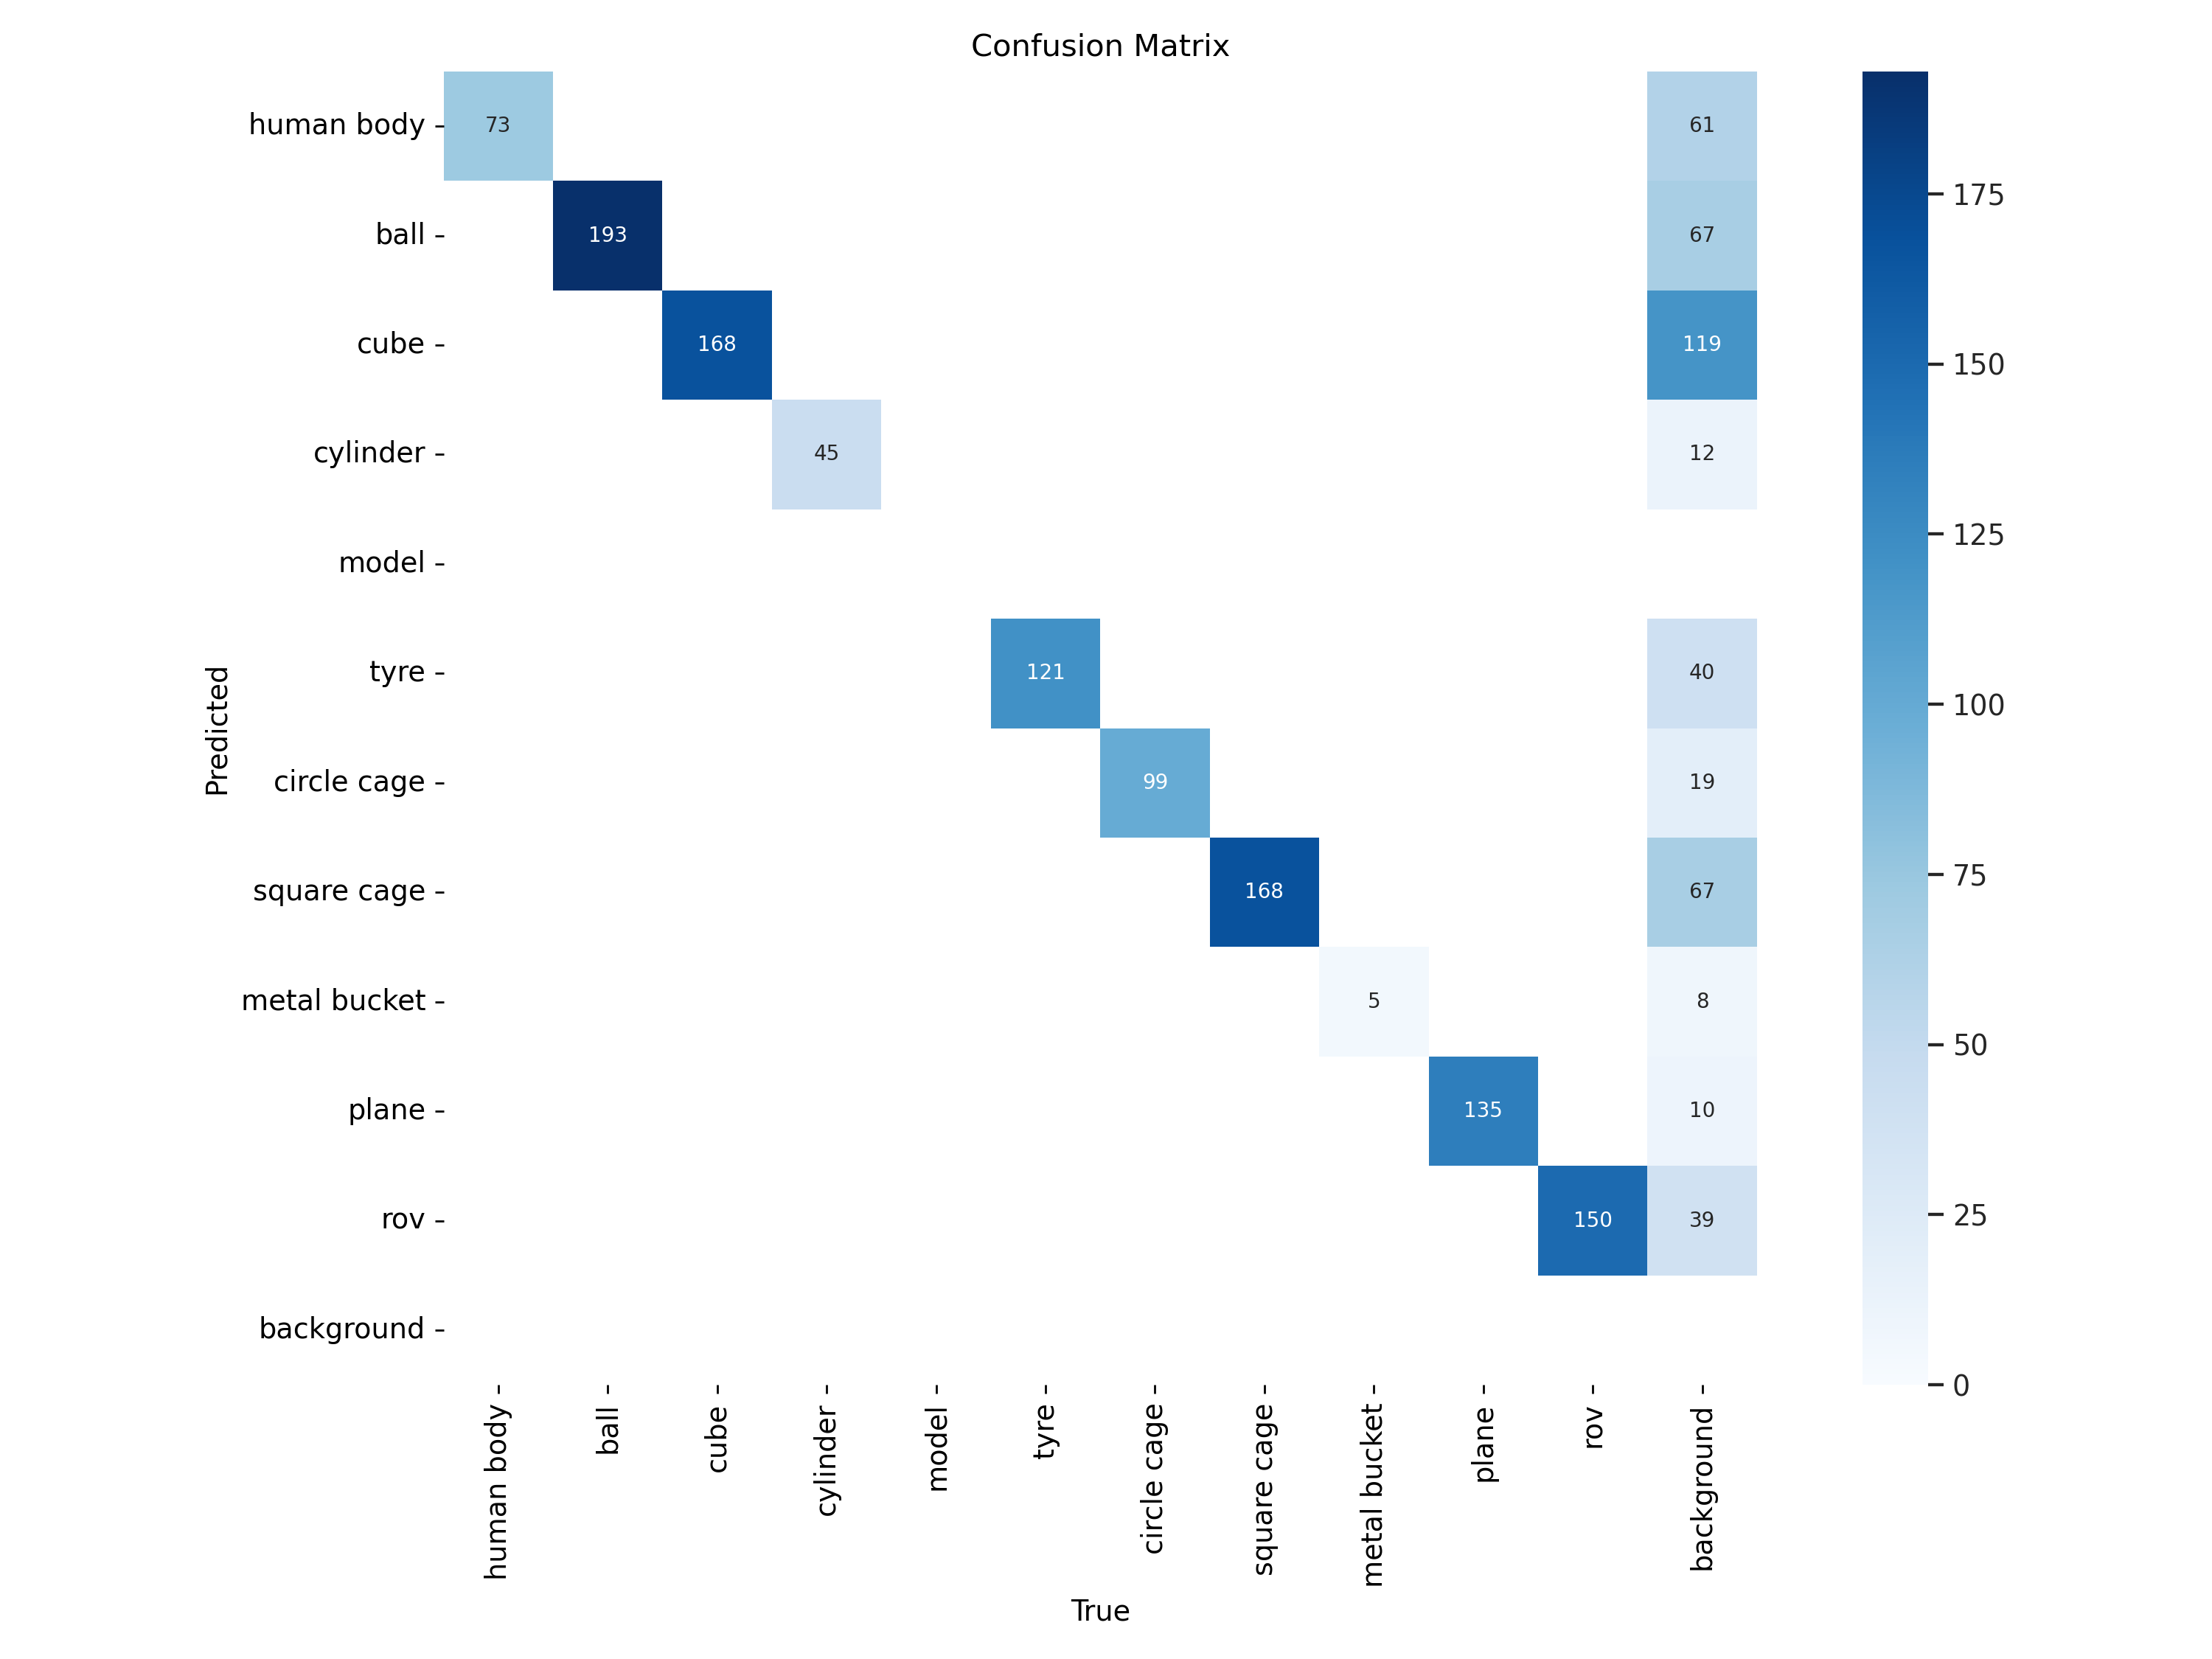 Confusion Matrix
human body
73
61
ball
193
67
cube
168
119
cylinder
45
12
model
tyre
121
40
circle cage
99
19
square cage
168
67
metal bucket
5
8
plane
135
10
rov
150
39
background
Predicted
human body
ball
cube
cylinder
model
tyre
circle cage
square cage
metal bucket
plane
rov
background
True
175
150
125
100
75
50
25
0